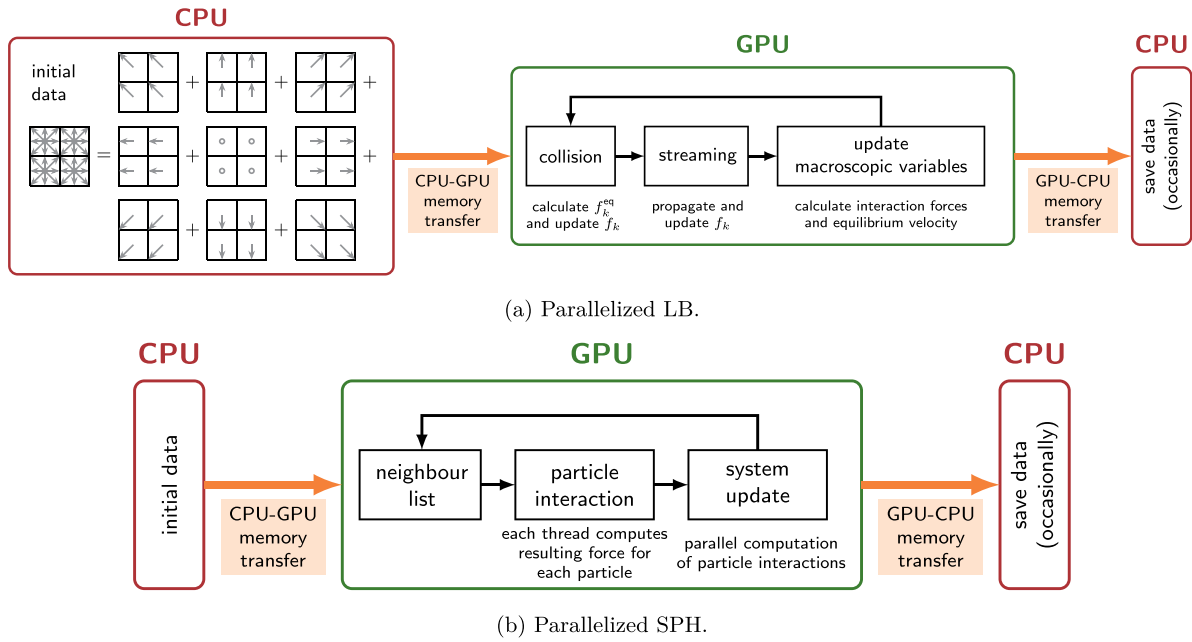 CPU
GPU
CPU
initial
data
+ + +
= + + +
+ +
CPU-GPU
memory
transfer
collision
streaming
update
macroscopic variables
calculate f_k^eq
and update f_k
propagate and
update f_k
calculate interaction forces
and equilibrium velocity
GPU-CPU
memory
transfer
save data
(occasionally)
(a) Parallelized LB.
CPU
GPU
CPU
initial data
CPU-GPU
memory
transfer
neighbour
list
particle
interaction
each thread computes
resulting force for
each particle
system
update
parallel computation
of particle interactions
GPU-CPU
memory
transfer
save data
(occasionally)
(b) Parallelized SPH.